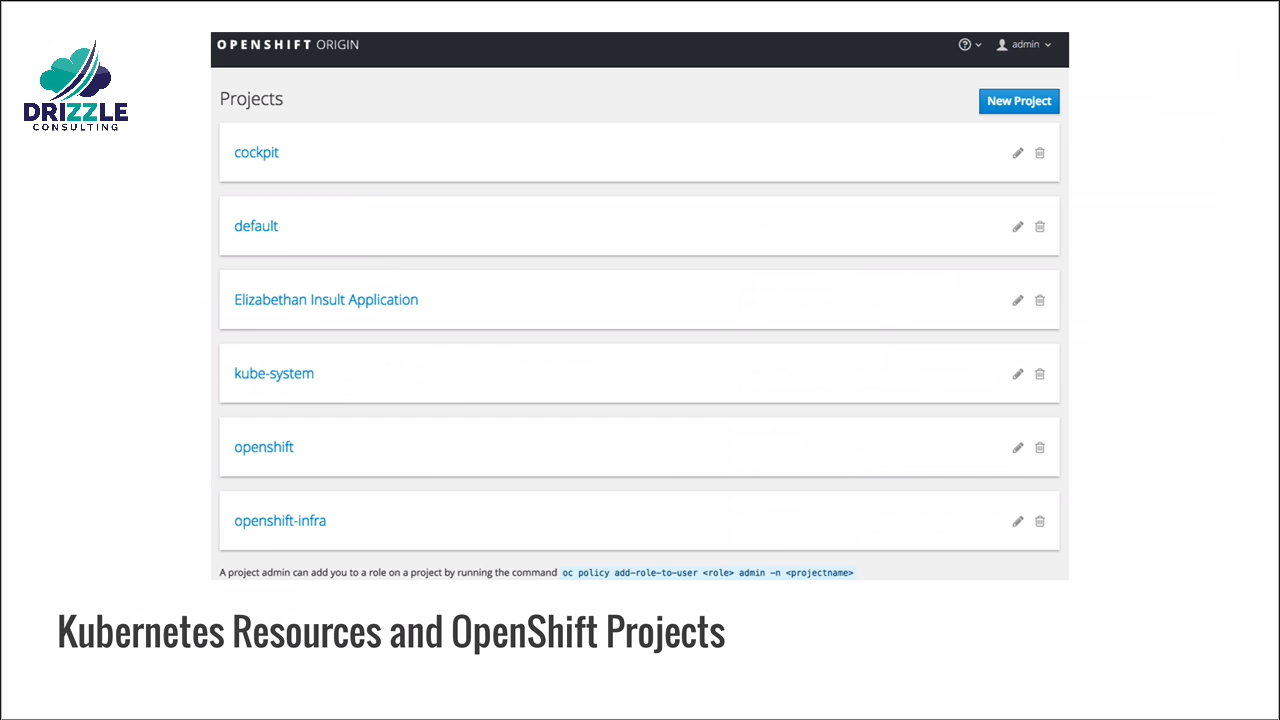 OPENSHIFT ORIGIN
admin
DRIZZLE
CONSULTING
Projects
New Project
cockpit
default
Elizabethan Insult Application
kube-system
openshift
openshift-infra
A project admin can add you to a role on a project by running the command oc policy add-role-to-user <role> admin -n <projectname>
Kubernetes Resources and OpenShift Projects